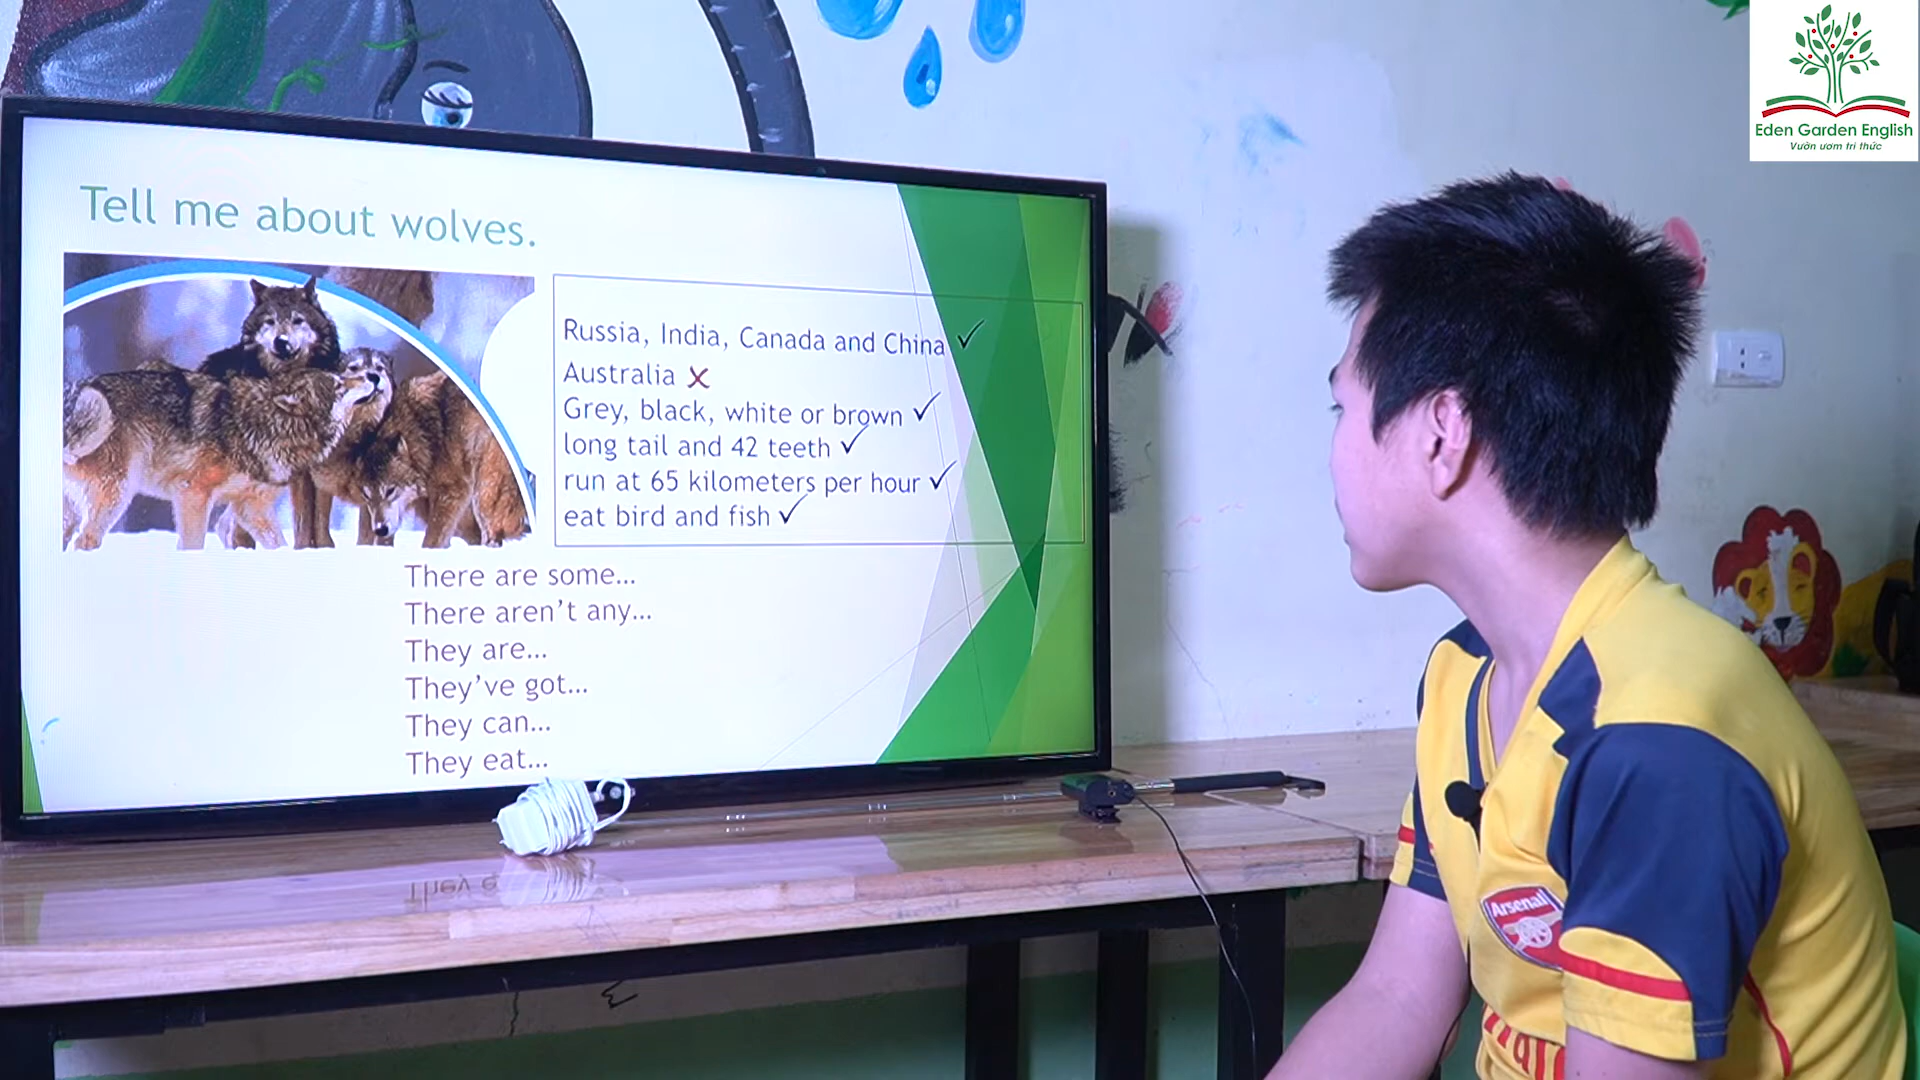 Eden Garden English
Vườn ươm tri thức
Tell me about wolves.
Russia, India, Canada and China
Australia
Grey, black, white or brown
long tail and 42 teeth
run at 65 kilometers per hour
eat bird and fish
There are some...
There aren't any...
They are...
They've got...
They can...
They eat...
Arsenal